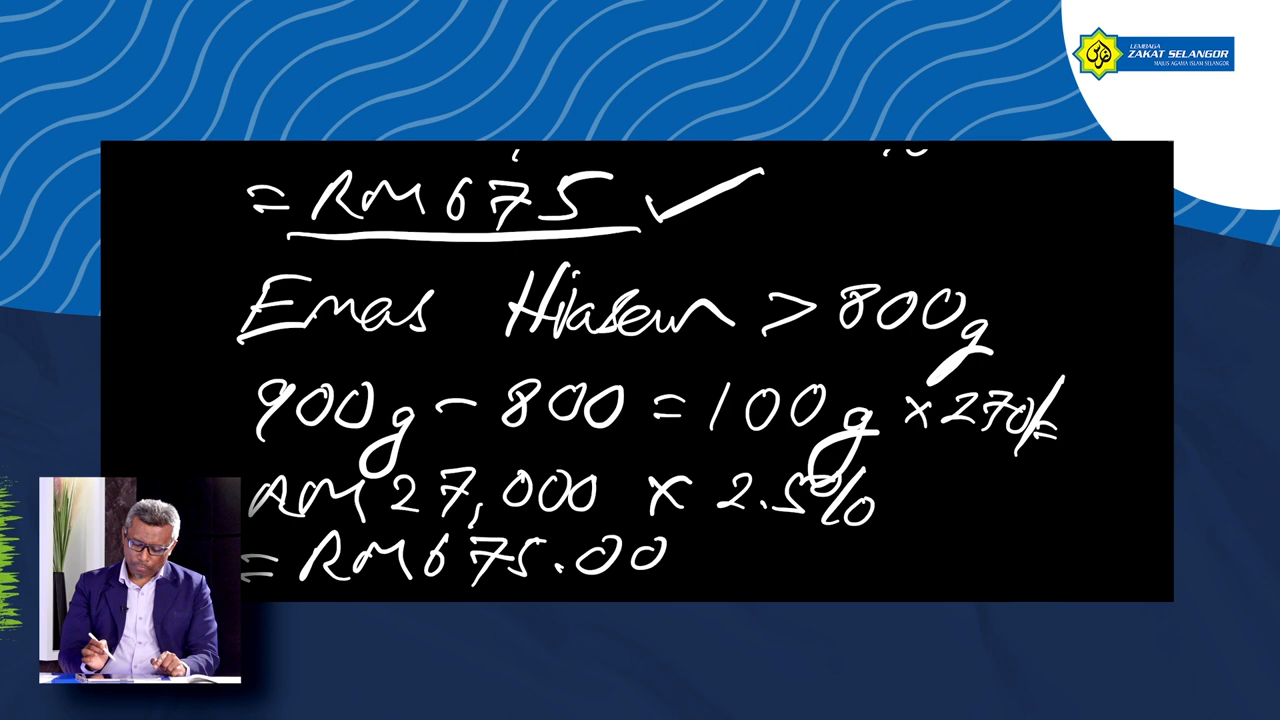 LEMBAGA
ZAKAT SELANGOR
MAJLIS AGAMA ISLAM SELANGOR
= RM675 ✓
Emas Hiasan > 800g
900g - 800 = 100g × 270/=
RM27,000 × 2.5%
= RM675.00